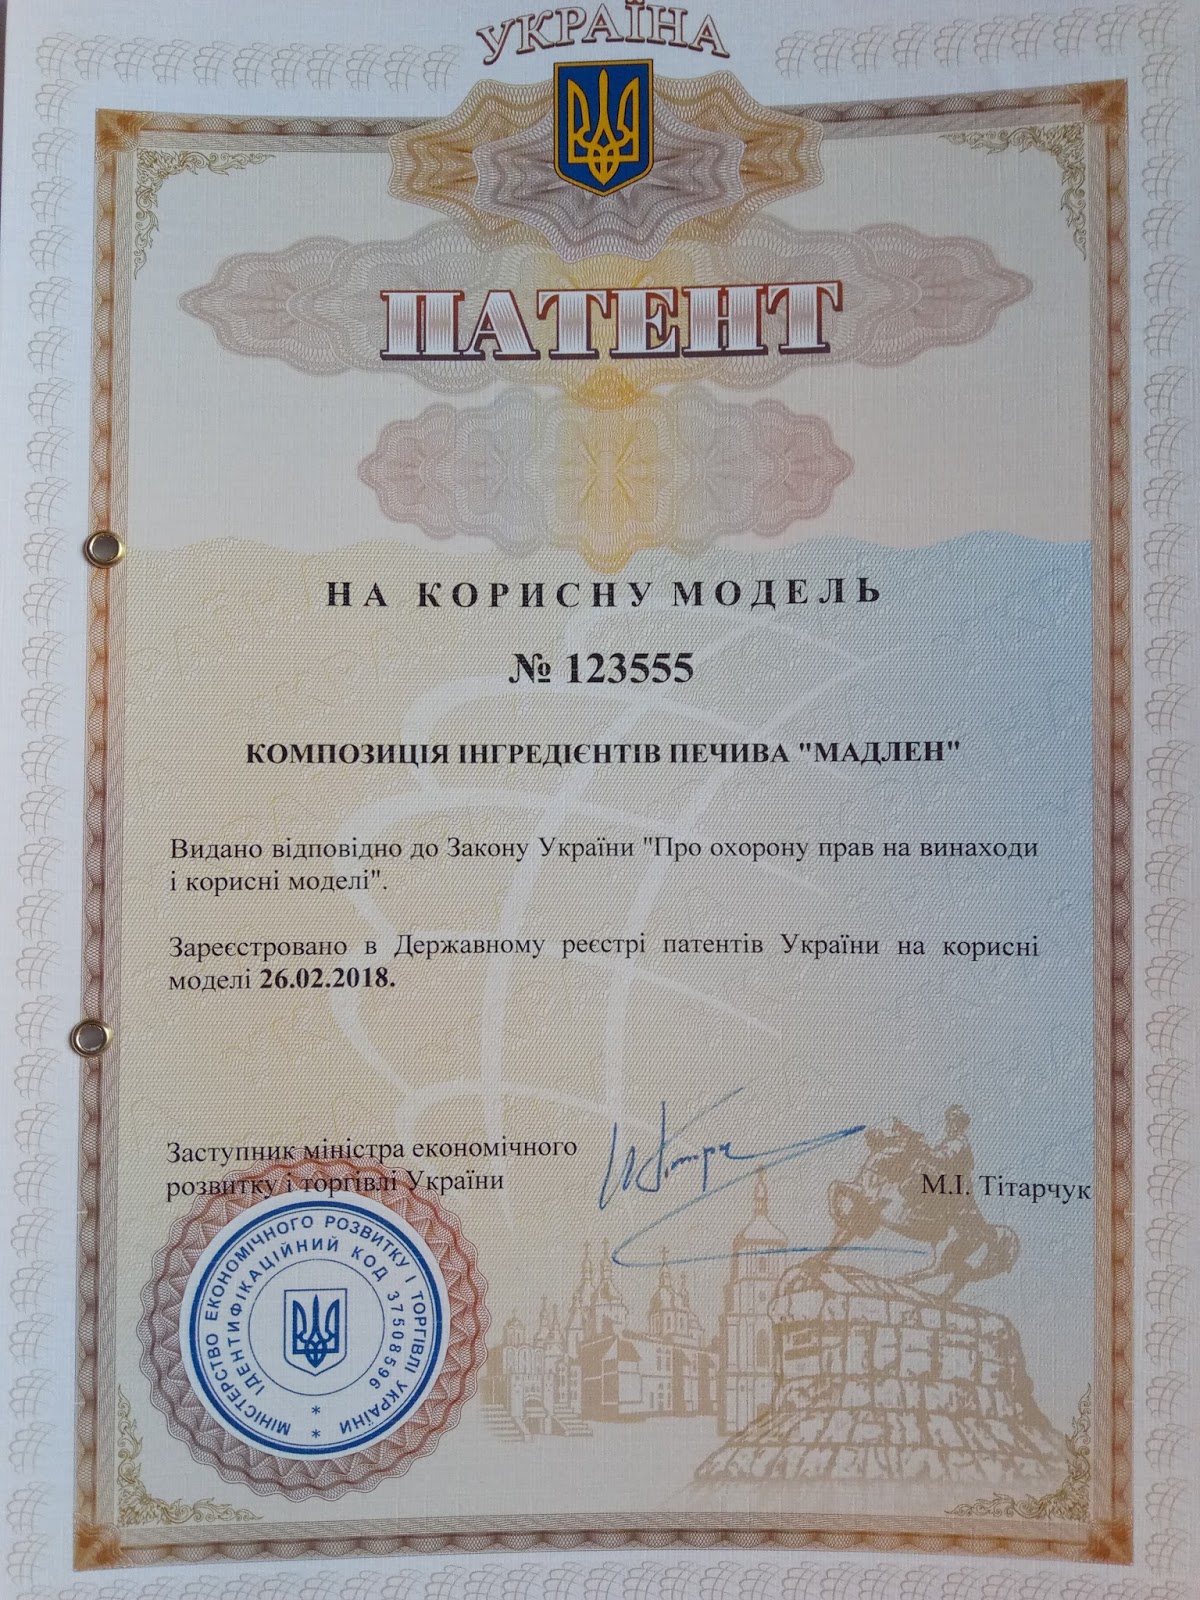 УКРАЇНА
ПАТЕНТ
НА КОРИСНУ МОДЕЛЬ
№ 123555
КОМПОЗИЦІЯ ІНГРЕДІЄНТІВ ПЕЧИВА "МАДЛЕН"
Видано відповідно до Закону України "Про охорону прав на винаходи
і корисні моделі".
Зареєстровано в Державному реєстрі патентів України на корисні
моделі 26.02.2018.
Заступник міністра економічного
розвитку і торгівлі України
М.І. Тітарчук
МІНІСТЕРСТВО ЕКОНОМІЧНОГО РОЗВИТКУ І ТОРГІВЛІ УКРАЇНИ
ІДЕНТИФІКАЦІЙНИЙ КОД 37508596
* *